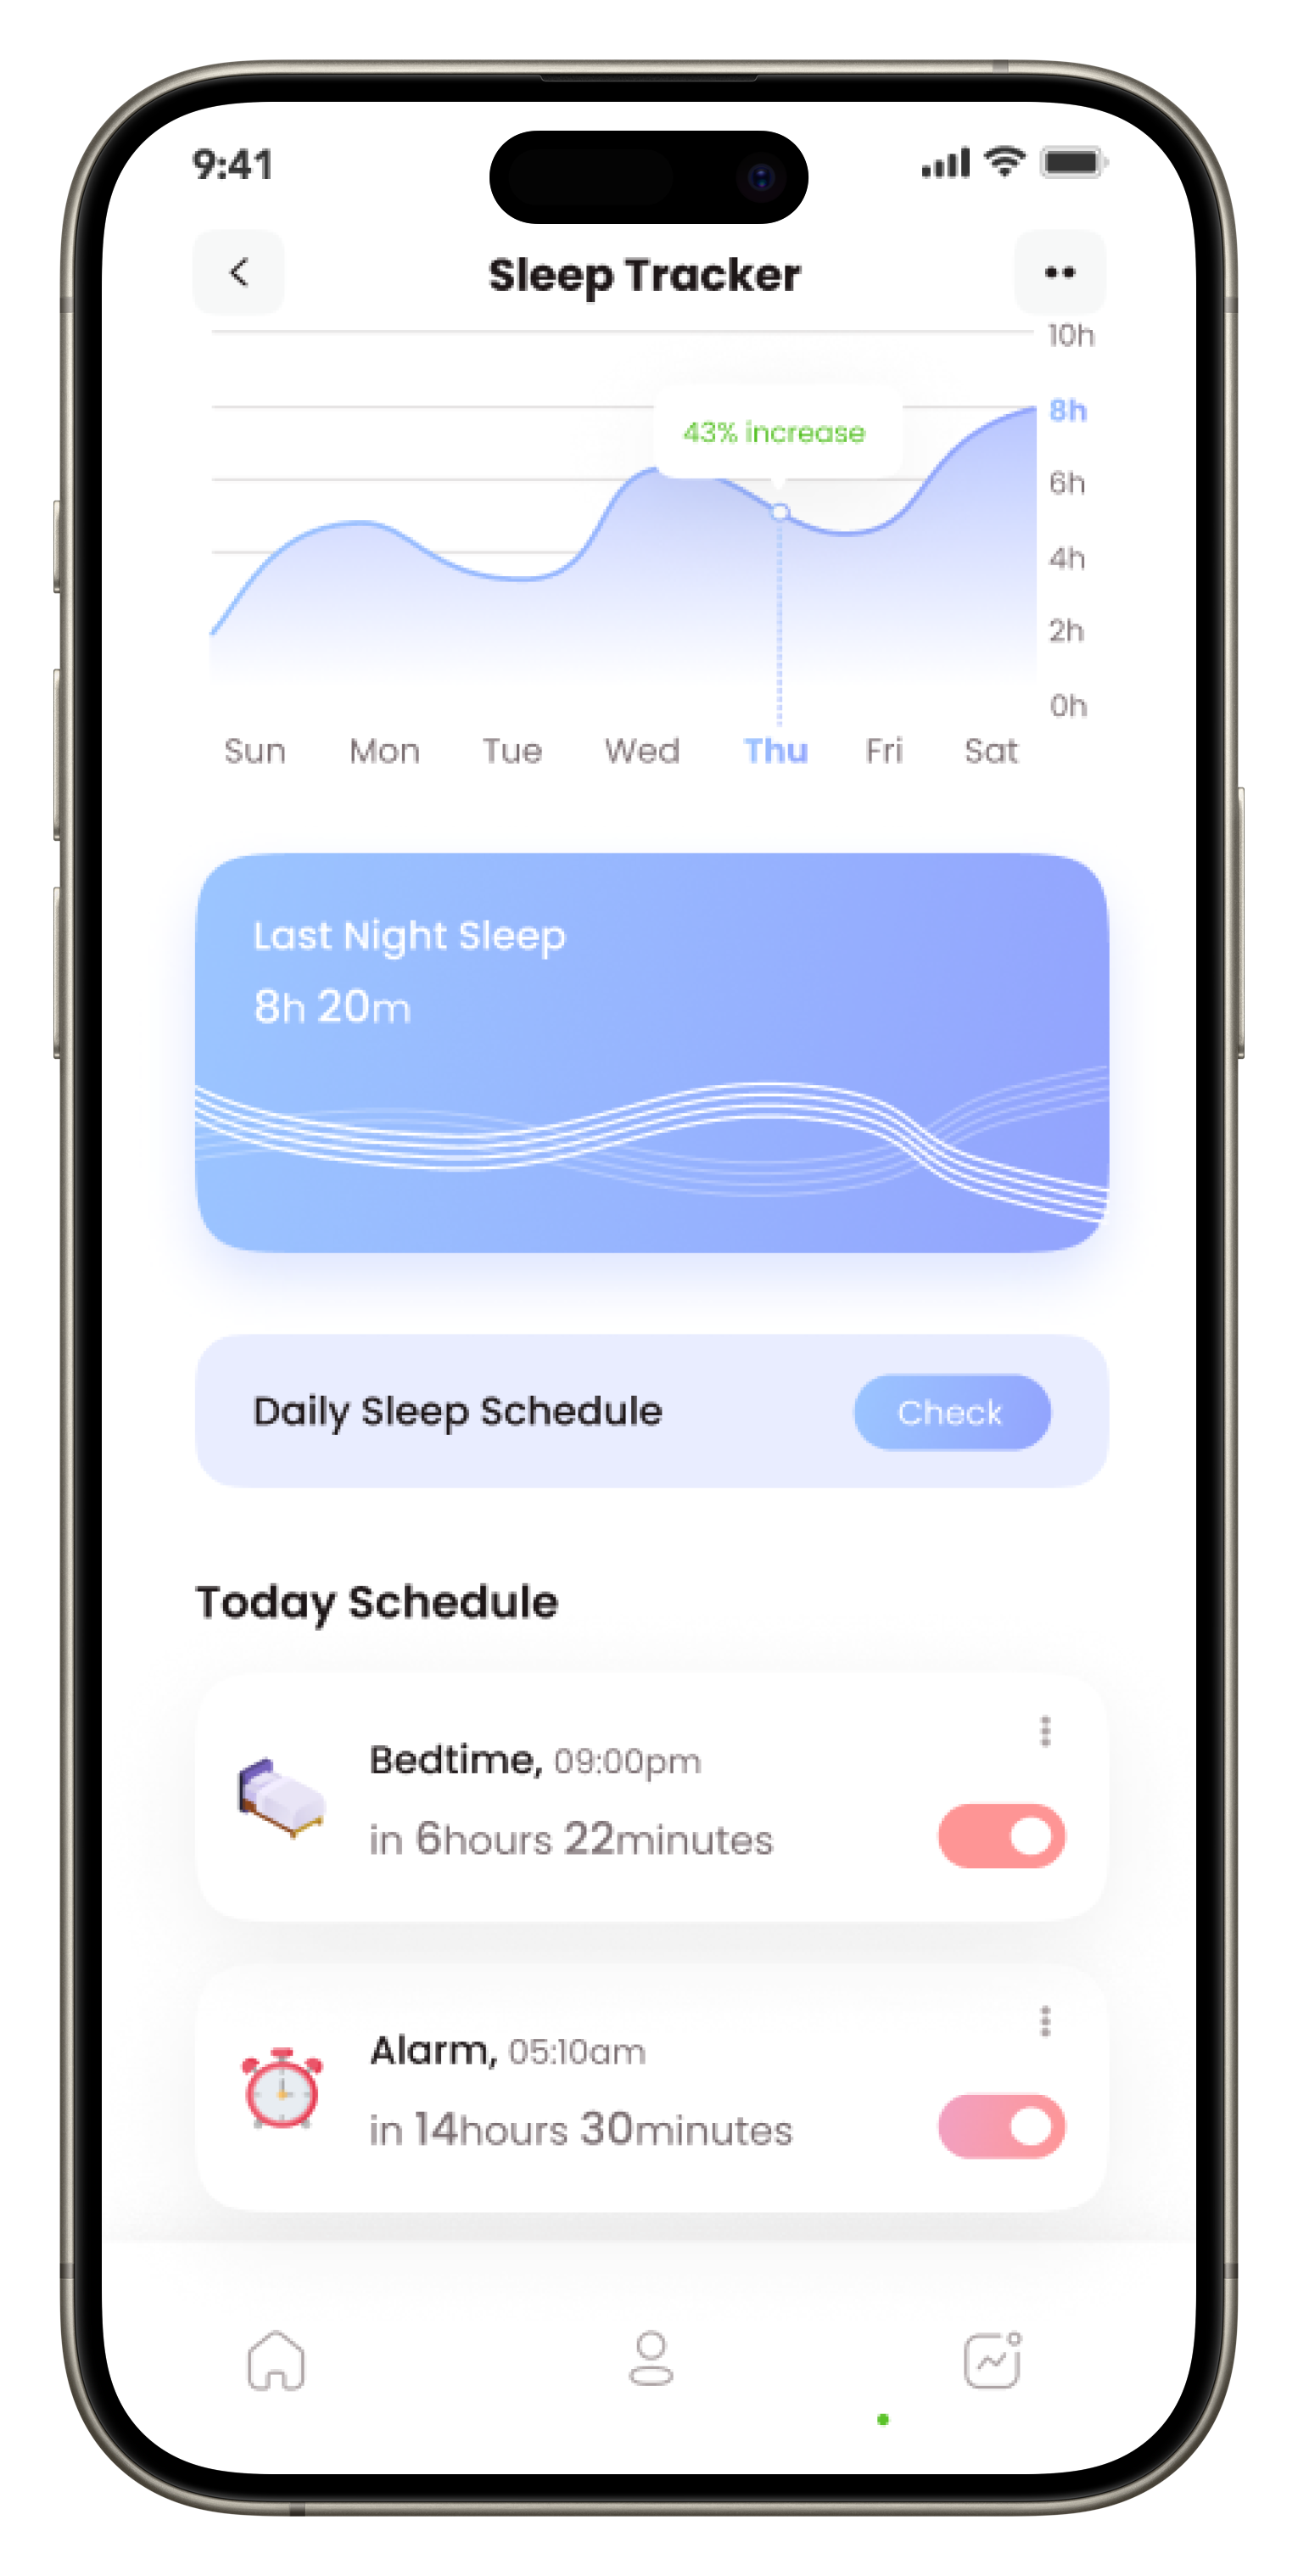 9:41
Sleep Tracker
10h
8h
43% increase
6h
4h
2h
0h
Sun Mon Tue Wed Thu Fri Sat
Last Night Sleep
8h 20m
Daily Sleep Schedule
Check
Today Schedule
Bedtime, 09:00pm
in 6hours 22minutes
Alarm, 05:10am
in 14hours 30minutes